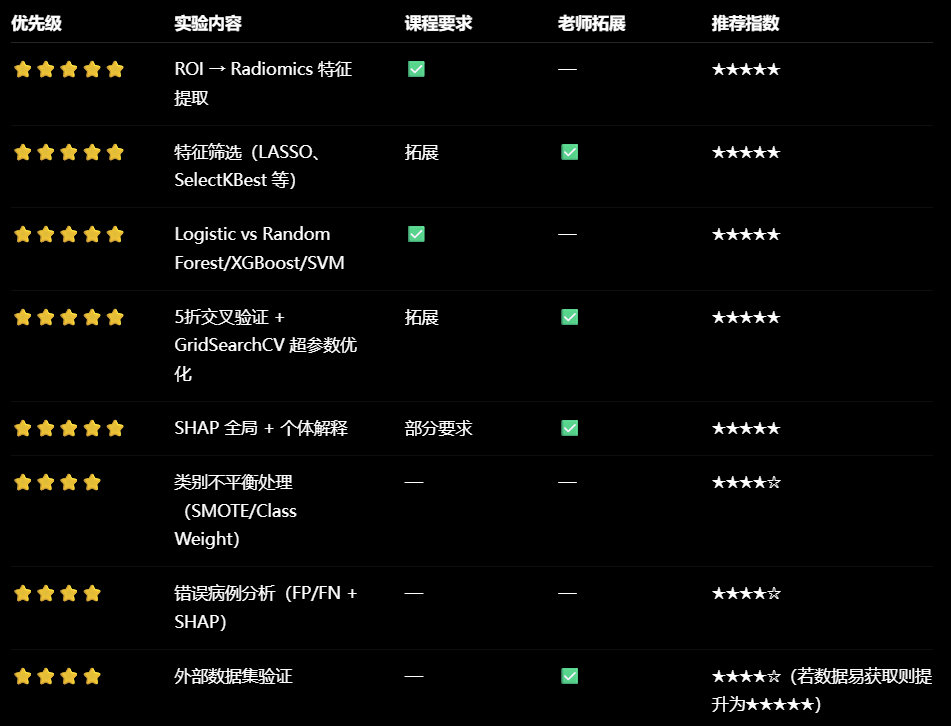 优先级 实验内容 课程要求 老师拓展 推荐指数
⭐⭐⭐⭐⭐ ROI → Radiomics 特征 ✅ — ★★★★★
提取
⭐⭐⭐⭐⭐ 特征筛选（LASSO、 拓展 ✅ ★★★★★
SelectKBest 等）
⭐⭐⭐⭐⭐ Logistic vs Random ✅ — ★★★★★
Forest/XGBoost/SVM
⭐⭐⭐⭐⭐ 5折交叉验证 + 拓展 ✅ ★★★★★
GridSearchCV 超参数优
化
⭐⭐⭐⭐⭐ SHAP 全局 + 个体解释 部分要求 ✅ ★★★★★
⭐⭐⭐⭐ 类别不平衡处理 — — ★★★★☆
（SMOTE/Class
Weight）
⭐⭐⭐⭐ 错误病例分析（FP/FN + — — ★★★★☆
SHAP）
⭐⭐⭐⭐ 外部数据集验证 — ✅ ★★★★☆（若数据易获取则提
升为★★★★★）